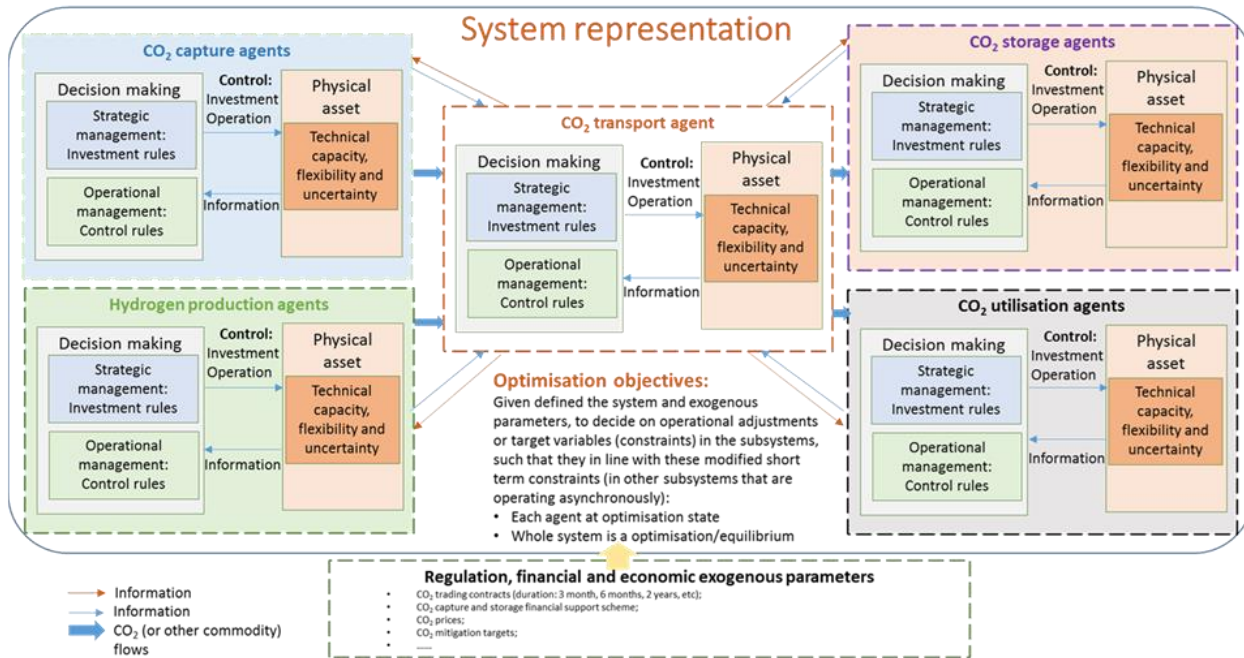 System representation
CO₂ capture agents
Decision making
Strategic
management:
Investment rules
Operational
management:
Control rules
Control:
Investment
Operation
Information
Physical
asset
Technical
capacity,
flexibility and
uncertainty
CO₂ transport agent
Decision making
Strategic
management:
Investment rules
Operational
management:
Control rules
Control:
Investment
Operation
Information
Physical
asset
Technical
capacity,
flexibility and
uncertainty
CO₂ storage agents
Decision making
Strategic
management:
Investment rules
Operational
management:
Control rules
Control:
Investment
Operation
Information
Physical
asset
Technical
capacity,
flexibility and
uncertainty
Hydrogen production agents
Decision making
Strategic
management:
Investment rules
Operational
management:
Control rules
Control:
Investment
Operation
Information
Physical
asset
Technical
capacity,
flexibility and
uncertainty
CO₂ utilisation agents
Decision making
Strategic
management:
Investment rules
Operational
management:
Control rules
Control:
Investment
Operation
Information
Physical
asset
Technical
capacity,
flexibility and
uncertainty
Optimisation objectives:
Given defined the system and exogenous
parameters, to decide on operational adjustments
or target variables (constraints) in the subsystems,
such that they in line with these modified short
term constraints (in other subsystems that are
operating asynchronously):
• Each agent at optimisation state
• Whole system is a optimisation/equilibrium
Information
Information
CO₂ (or other commodity)
flows
Regulation, financial and economic exogenous parameters
• CO₂ trading contracts (duration: 3 month, 6 months, 2 years, etc);
• CO₂ capture and storage financial support scheme;
• CO₂ prices;
• CO₂ mitigation targets;
• ......